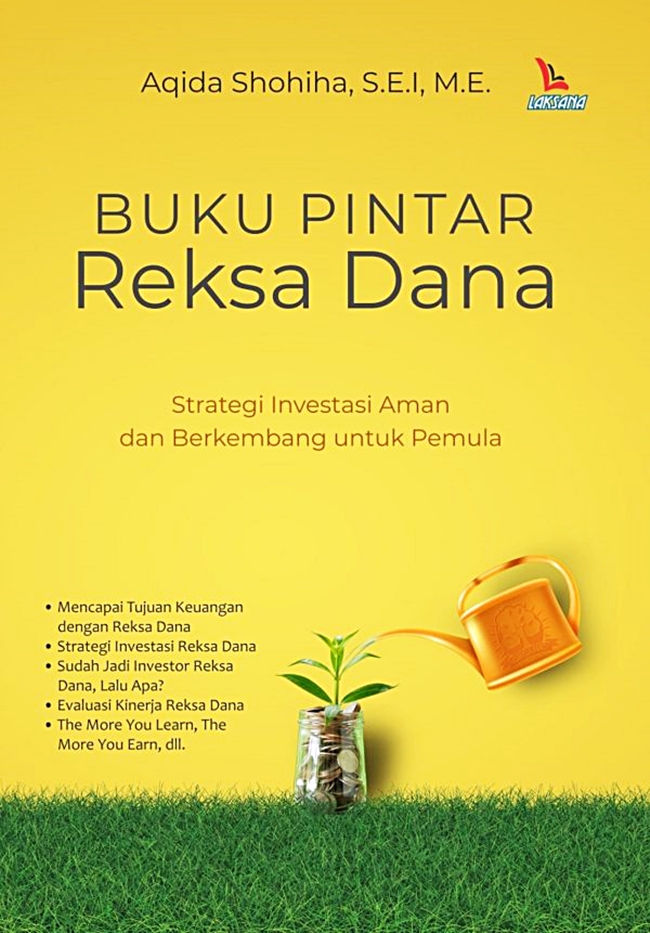 Aqida Shohiha, S.E.I, M.E.
LAKSANA
BUKU PINTAR
Reksa Dana
Strategi Investasi Aman
dan Berkembang untuk Pemula
• Mencapai Tujuan Keuangan
dengan Reksa Dana
• Strategi Investasi Reksa Dana
• Sudah Jadi Investor Reksa
Dana, Lalu Apa?
• Evaluasi Kinerja Reksa Dana
• The More You Learn, The
More You Earn, dll.